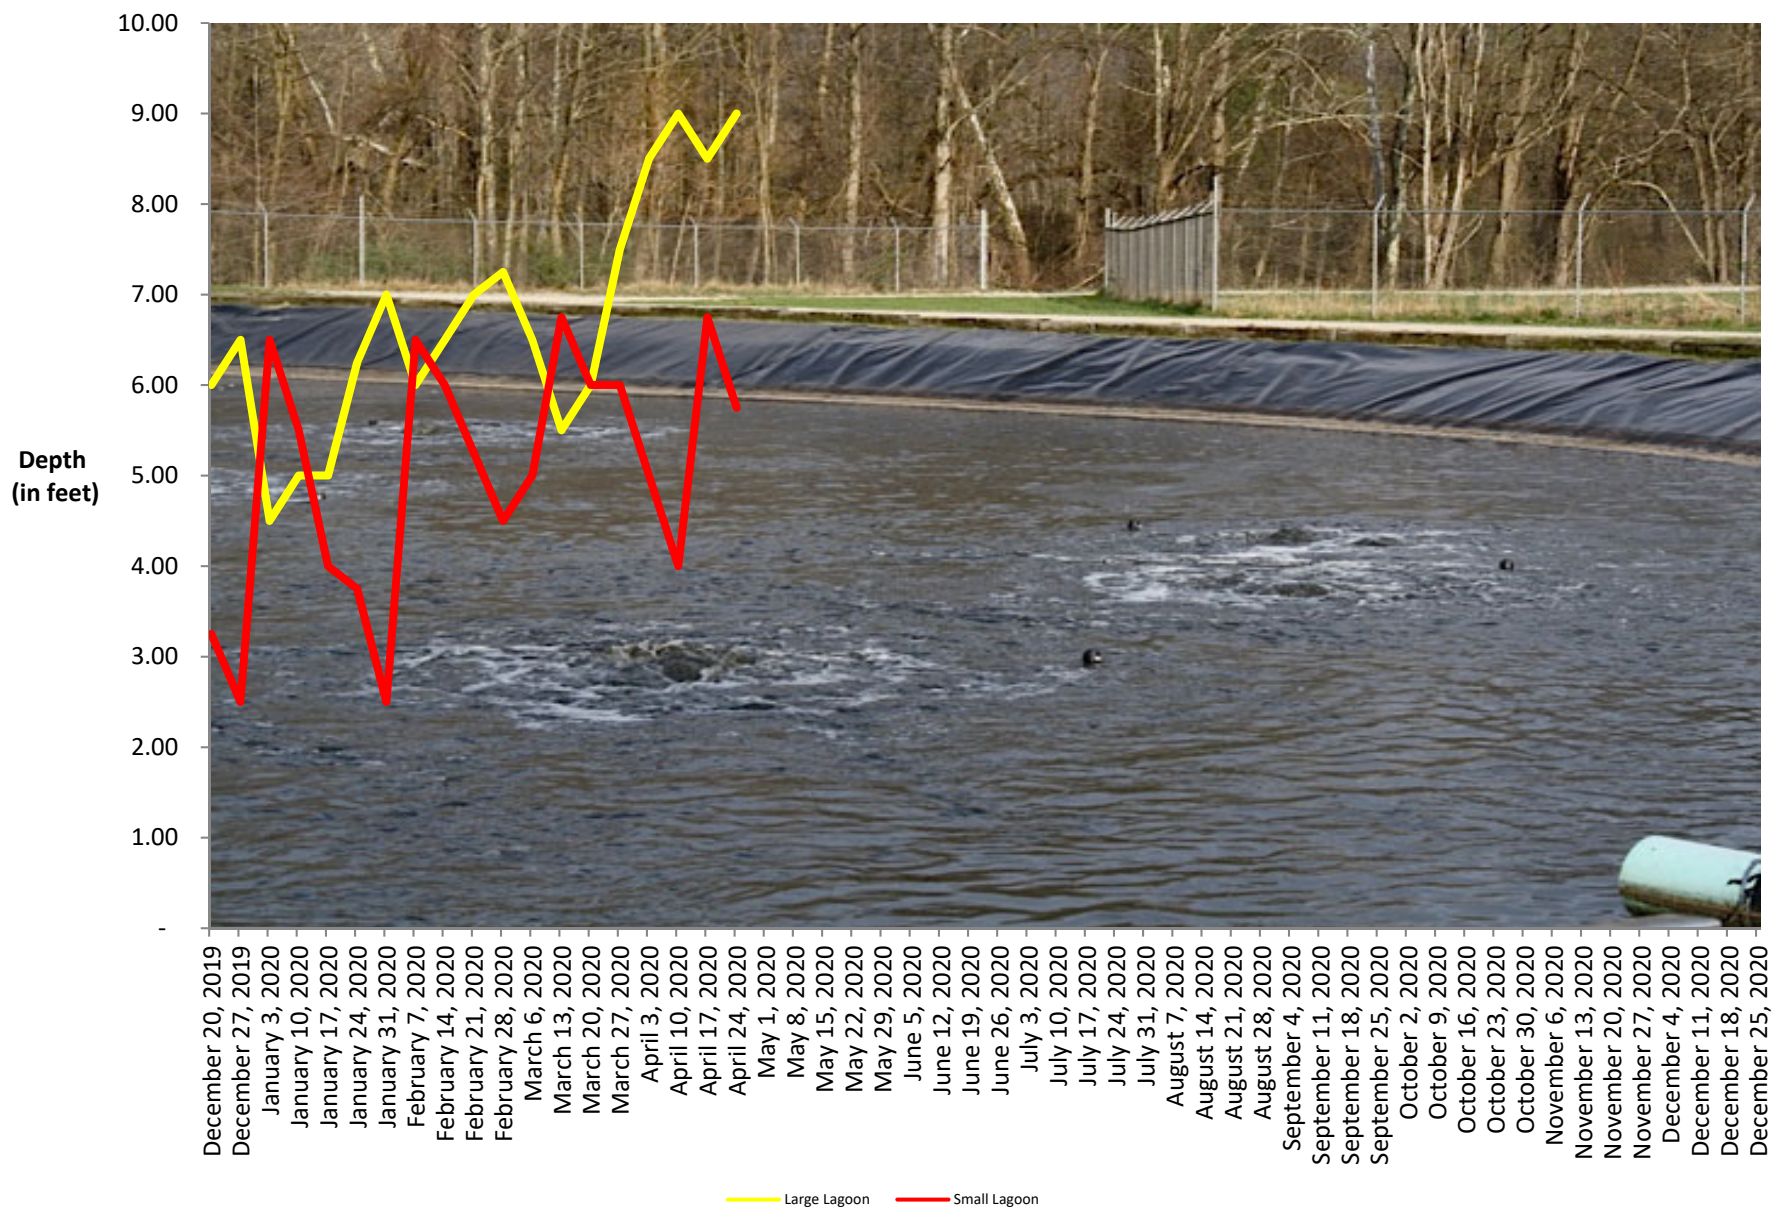 10.00
9.00
8.00
7.00
6.00
5.00
4.00
3.00
2.00
1.00
-
Depth
(in feet)
December 20, 2019
December 27, 2019
January 3, 2020
January 10, 2020
January 17, 2020
January 24, 2020
January 31, 2020
February 7, 2020
February 14, 2020
February 21, 2020
February 28, 2020
March 6, 2020
March 13, 2020
March 20, 2020
March 27, 2020
April 3, 2020
April 10, 2020
April 17, 2020
April 24, 2020
May 1, 2020
May 8, 2020
May 15, 2020
May 22, 2020
May 29, 2020
June 5, 2020
June 12, 2020
June 19, 2020
June 26, 2020
July 3, 2020
July 10, 2020
July 17, 2020
July 24, 2020
July 31, 2020
August 7, 2020
August 14, 2020
August 21, 2020
August 28, 2020
September 4, 2020
September 11, 2020
September 18, 2020
September 25, 2020
October 2, 2020
October 9, 2020
October 16, 2020
October 23, 2020
October 30, 2020
November 6, 2020
November 13, 2020
November 20, 2020
November 27, 2020
December 4, 2020
December 11, 2020
December 18, 2020
December 25, 2020
Large Lagoon
Small Lagoon